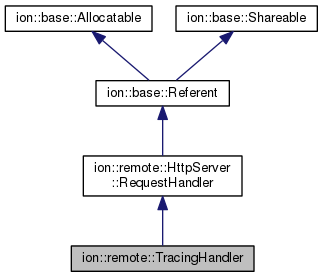 ion::base::Allocatable
ion::base::Shareable
ion::base::Referent
ion::remote::HttpServer
::RequestHandler
ion::remote::TracingHandler